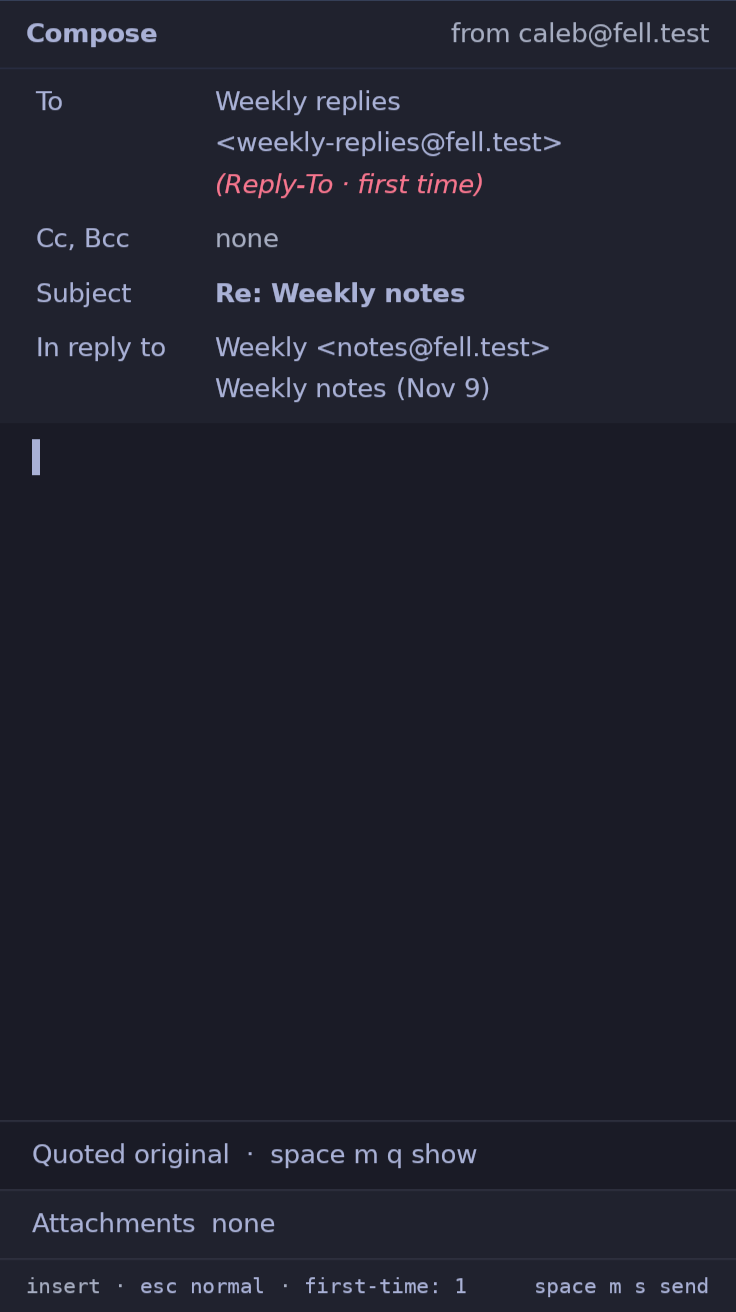 Compose from caleb@fell.test
To Weekly replies
<weekly-replies@fell.test>
(Reply-To · first time)
Cc, Bcc none
Subject Re: Weekly notes
In reply to Weekly <notes@fell.test>
Weekly notes (Nov 9)
Quoted original · space m q show
Attachments none
insert · esc normal · first-time: 1 space m s send